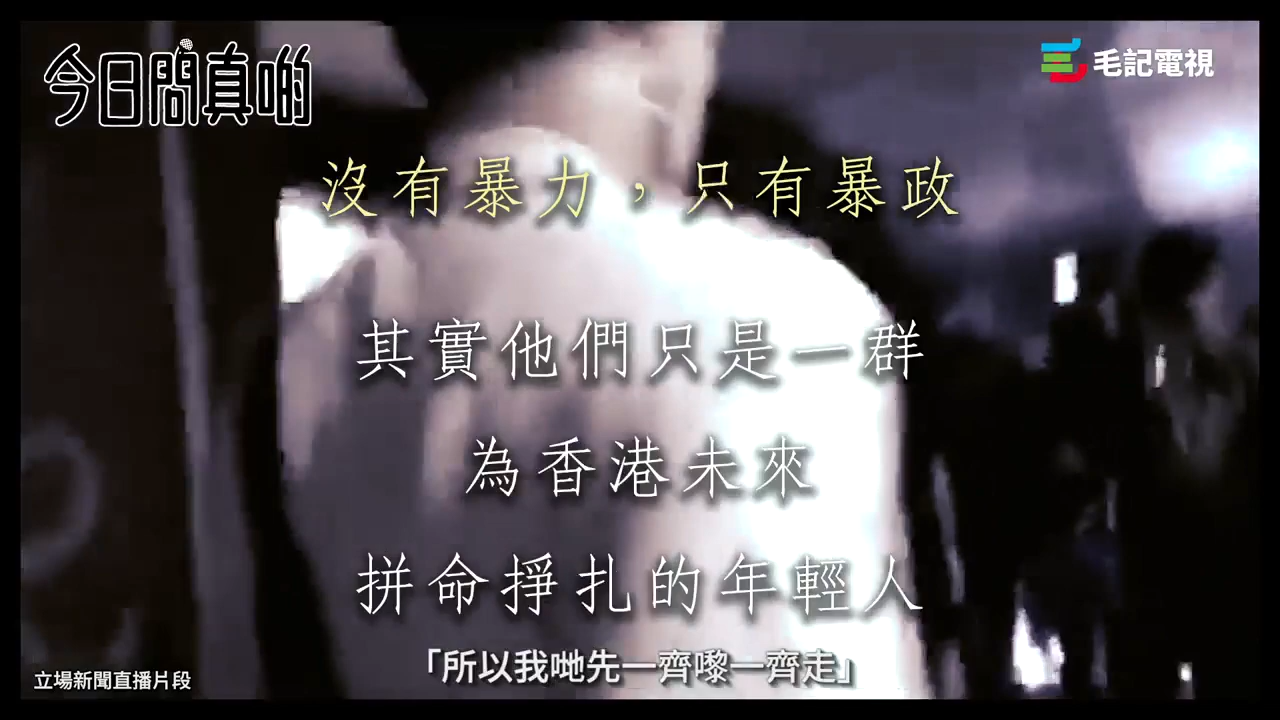 今日問真啲
毛記電視
沒有暴力，只有暴政
其實他們只是一群
為香港未來
拼命掙扎的年輕人
「所以我哋先一齊嚟一齊走」
立場新聞直播片段